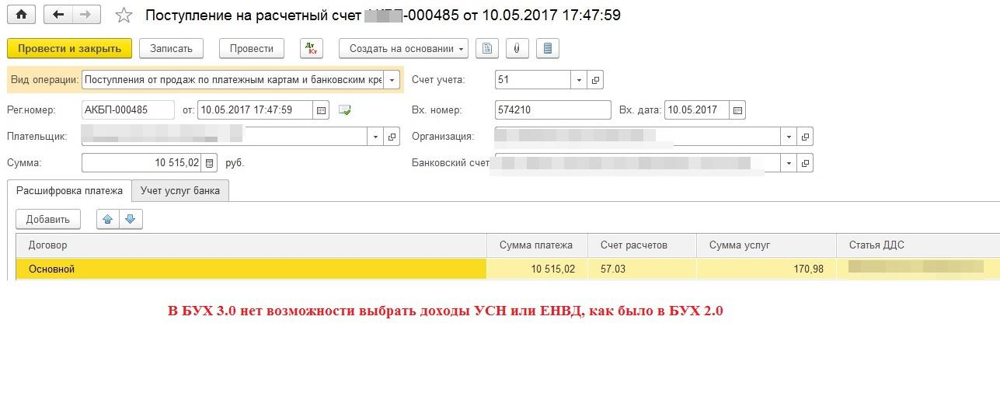 Поступление на расчетный счет -000485 от 10.05.2017 17:47:59
Провести и закрыть Записать Провести Дт Кт Создать на основании
Вид операции: Поступления от продаж по платежным картам и банковским кре Счет учета: 51
Рег.номер: АКБП-000485 от: 10.05.2017 17:47:59 Вх. номер: 574210 Вх. дата: 10.05.2017
Плательщик: Организация:
Сумма: 10 515,02 руб. Банковский счет
Расшифровка платежа Учет услуг банка
Добавить
Договор Сумма платежа Счет расчетов Сумма услуг Статья ДДС
Основной 10 515,02 57.03 170,98
В БУХ 3.0 нет возможности выбрать доходы УСН или ЕНВД, как было в БУХ 2.0